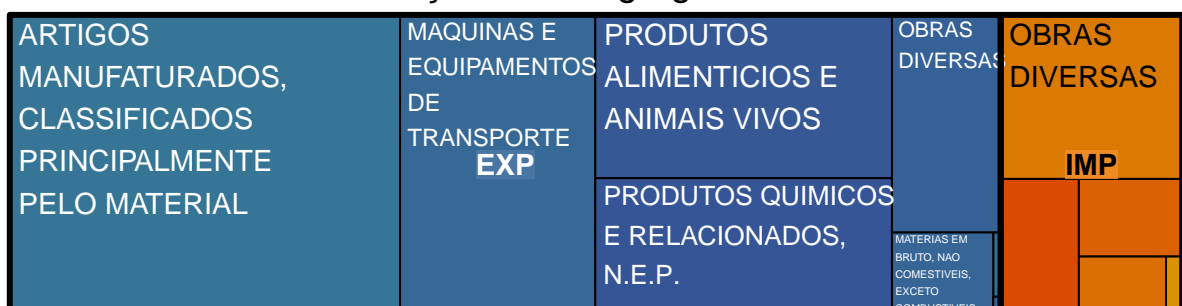 ARTIGOS
MANUFATURADOS,
CLASSIFICADOS
PRINCIPALMENTE
PELO MATERIAL
MAQUINAS E
EQUIPAMENTOS
DE
TRANSPORTE
EXP
PRODUTOS
ALIMENTICIOS E
ANIMAIS VIVOS
PRODUTOS QUIMICOS
E RELACIONADOS,
N.E.P.
OBRAS
DIVERSAS
MATERIAS EM
BRUTO, NAO
COMESTIVEIS,
EXCETO
OBRAS
DIVERSAS
IMP